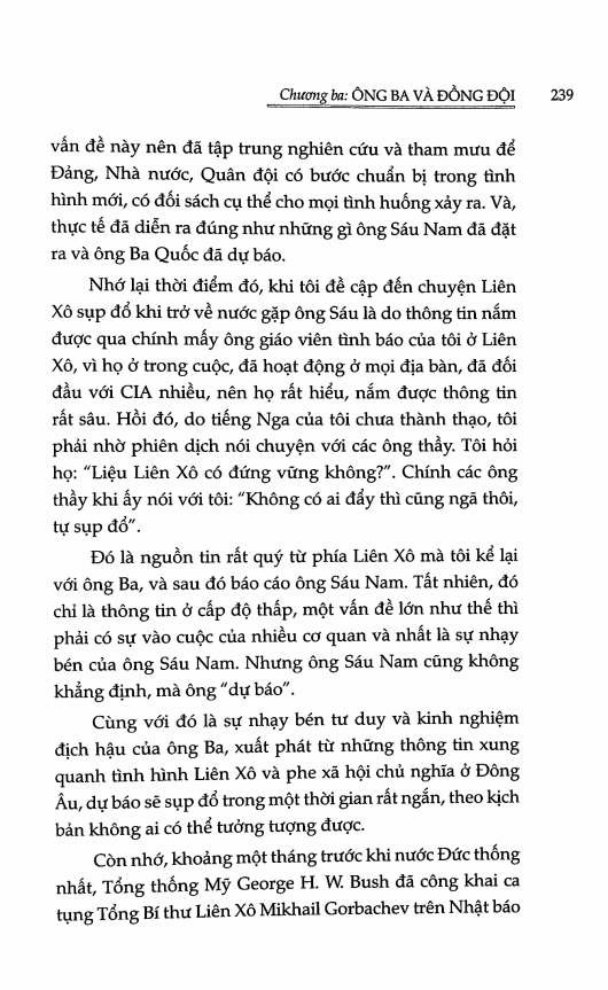 Chương ba: ÔNG BA VÀ ĐỒNG ĐỘI 239
vấn đề này nên đã tập trung nghiên cứu và tham mưu để
Đảng, Nhà nước, Quân đội có bước chuẩn bị trong tình
hình mới, có đối sách cụ thể cho mọi tình huống xảy ra. Và,
thực tế đã diễn ra đúng như những gì ông Sáu Nam đã đặt
ra và ông Ba Quốc đã dự báo.
Nhớ lại thời điểm đó, khi tôi đề cập đến chuyện Liên
Xô sụp đổ khi trở về nước gặp ông Sáu là do thông tin nắm
được qua chính mấy ông giáo viên tình báo của tôi ở Liên
Xô, vì họ ở trong cuộc, đã hoạt động ở mọi địa bàn, đã đối
đầu với CIA nhiều, nên họ rất hiểu, nắm được thông tin
rất sâu. Hồi đó, do tiếng Nga của tôi chưa thành thạo, tôi
phải nhờ phiên dịch nói chuyện với các ông thầy. Tôi hỏi
họ: "Liệu Liên Xô có đứng vững không?". Chính các ông
thầy khi ấy nói với tôi: "Không có ai đẩy thì cũng ngã thôi,
tự sụp đổ".
Đó là nguồn tin rất quý từ phía Liên Xô mà tôi kể lại
với ông Ba, và sau đó báo cáo ông Sáu Nam. Tất nhiên, đó
chỉ là thông tin ở cấp độ thấp, một vấn đề lớn như thế thì
phải có sự vào cuộc của nhiều cơ quan và nhất là sự nhạy
bén của ông Sáu Nam. Nhưng ông Sáu Nam cũng không
khẳng định, mà ông "dự báo".
Cùng với đó là sự nhạy bén tư duy và kinh nghiệm
địch hậu của ông Ba, xuất phát từ những thông tin xung
quanh tình hình Liên Xô và phe xã hội chủ nghĩa ở Đông
Âu, dự báo sẽ sụp đổ trong một thời gian rất ngắn, theo kịch
bản không ai có thể tưởng tượng được.
Còn nhớ, khoảng một tháng trước khi nước Đức thống
nhất, Tổng thống Mỹ George H. W. Bush đã công khai ca
tụng Tổng Bí thư Liên Xô Mikhail Gorbachev trên Nhật báo